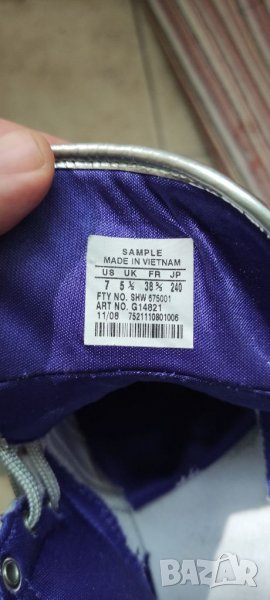 SAMPLE
MADE IN VIETNAM
US UK FR JP
7 5 ½ 38 ⅔ 240
FTY NO. SHW 675001
ART NO. G14821
11/08 7521110801006
BAZAR